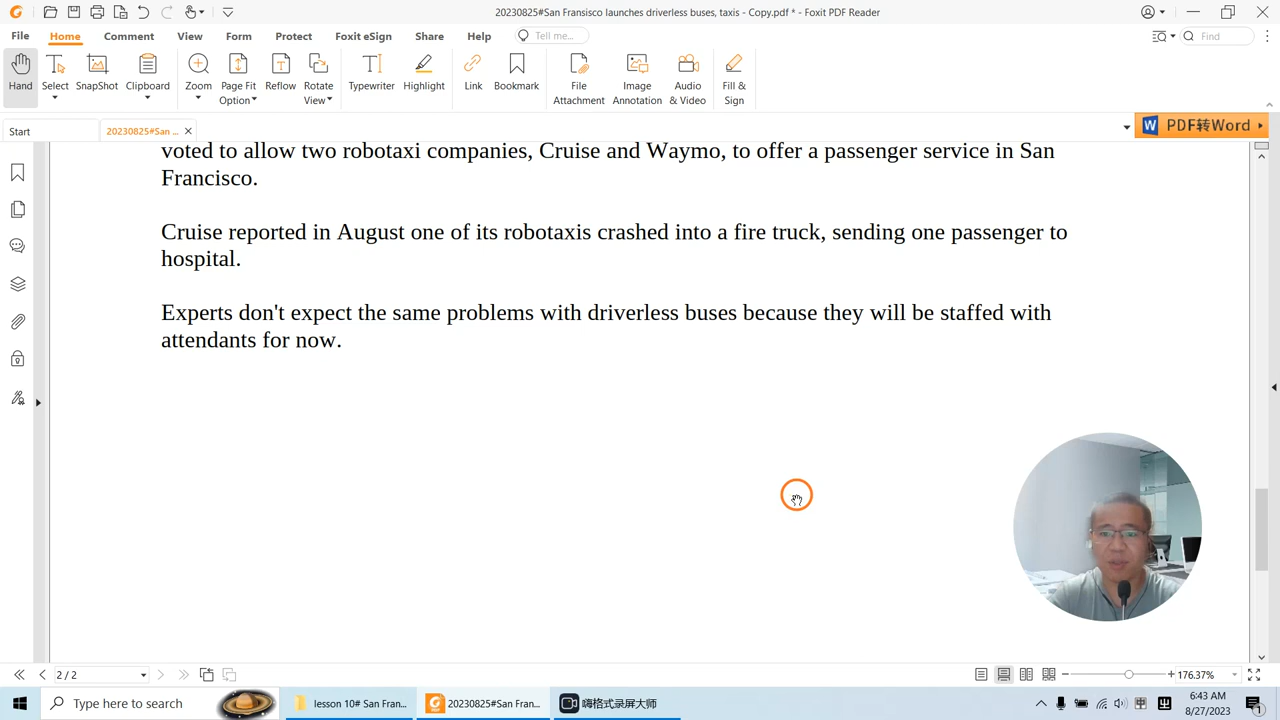 20230825#San Fransisco launches driverless buses, taxis - Copy.pdf * - Foxit PDF Reader
File Home Comment View Form Protect Foxit eSign Share Help Tell me... Find
Hand Select SnapShot Clipboard Zoom Page Fit Option Reflow Rotate View Typewriter Highlight Link Bookmark File Attachment Image Annotation Audio & Video Fill & Sign
Start 20230825#San ... PDF转Word
voted to allow two robotaxi companies, Cruise and Waymo, to offer a passenger service in San
Francisco.
Cruise reported in August one of its robotaxis crashed into a fire truck, sending one passenger to
hospital.
Experts don't expect the same problems with driverless buses because they will be staffed with
attendants for now.
2 / 2 176.37%
Type here to search lesson 10# San Fran... 20230825#San Fran... 嗨格式录屏大师 中 6:43 AM
8/27/2023 1